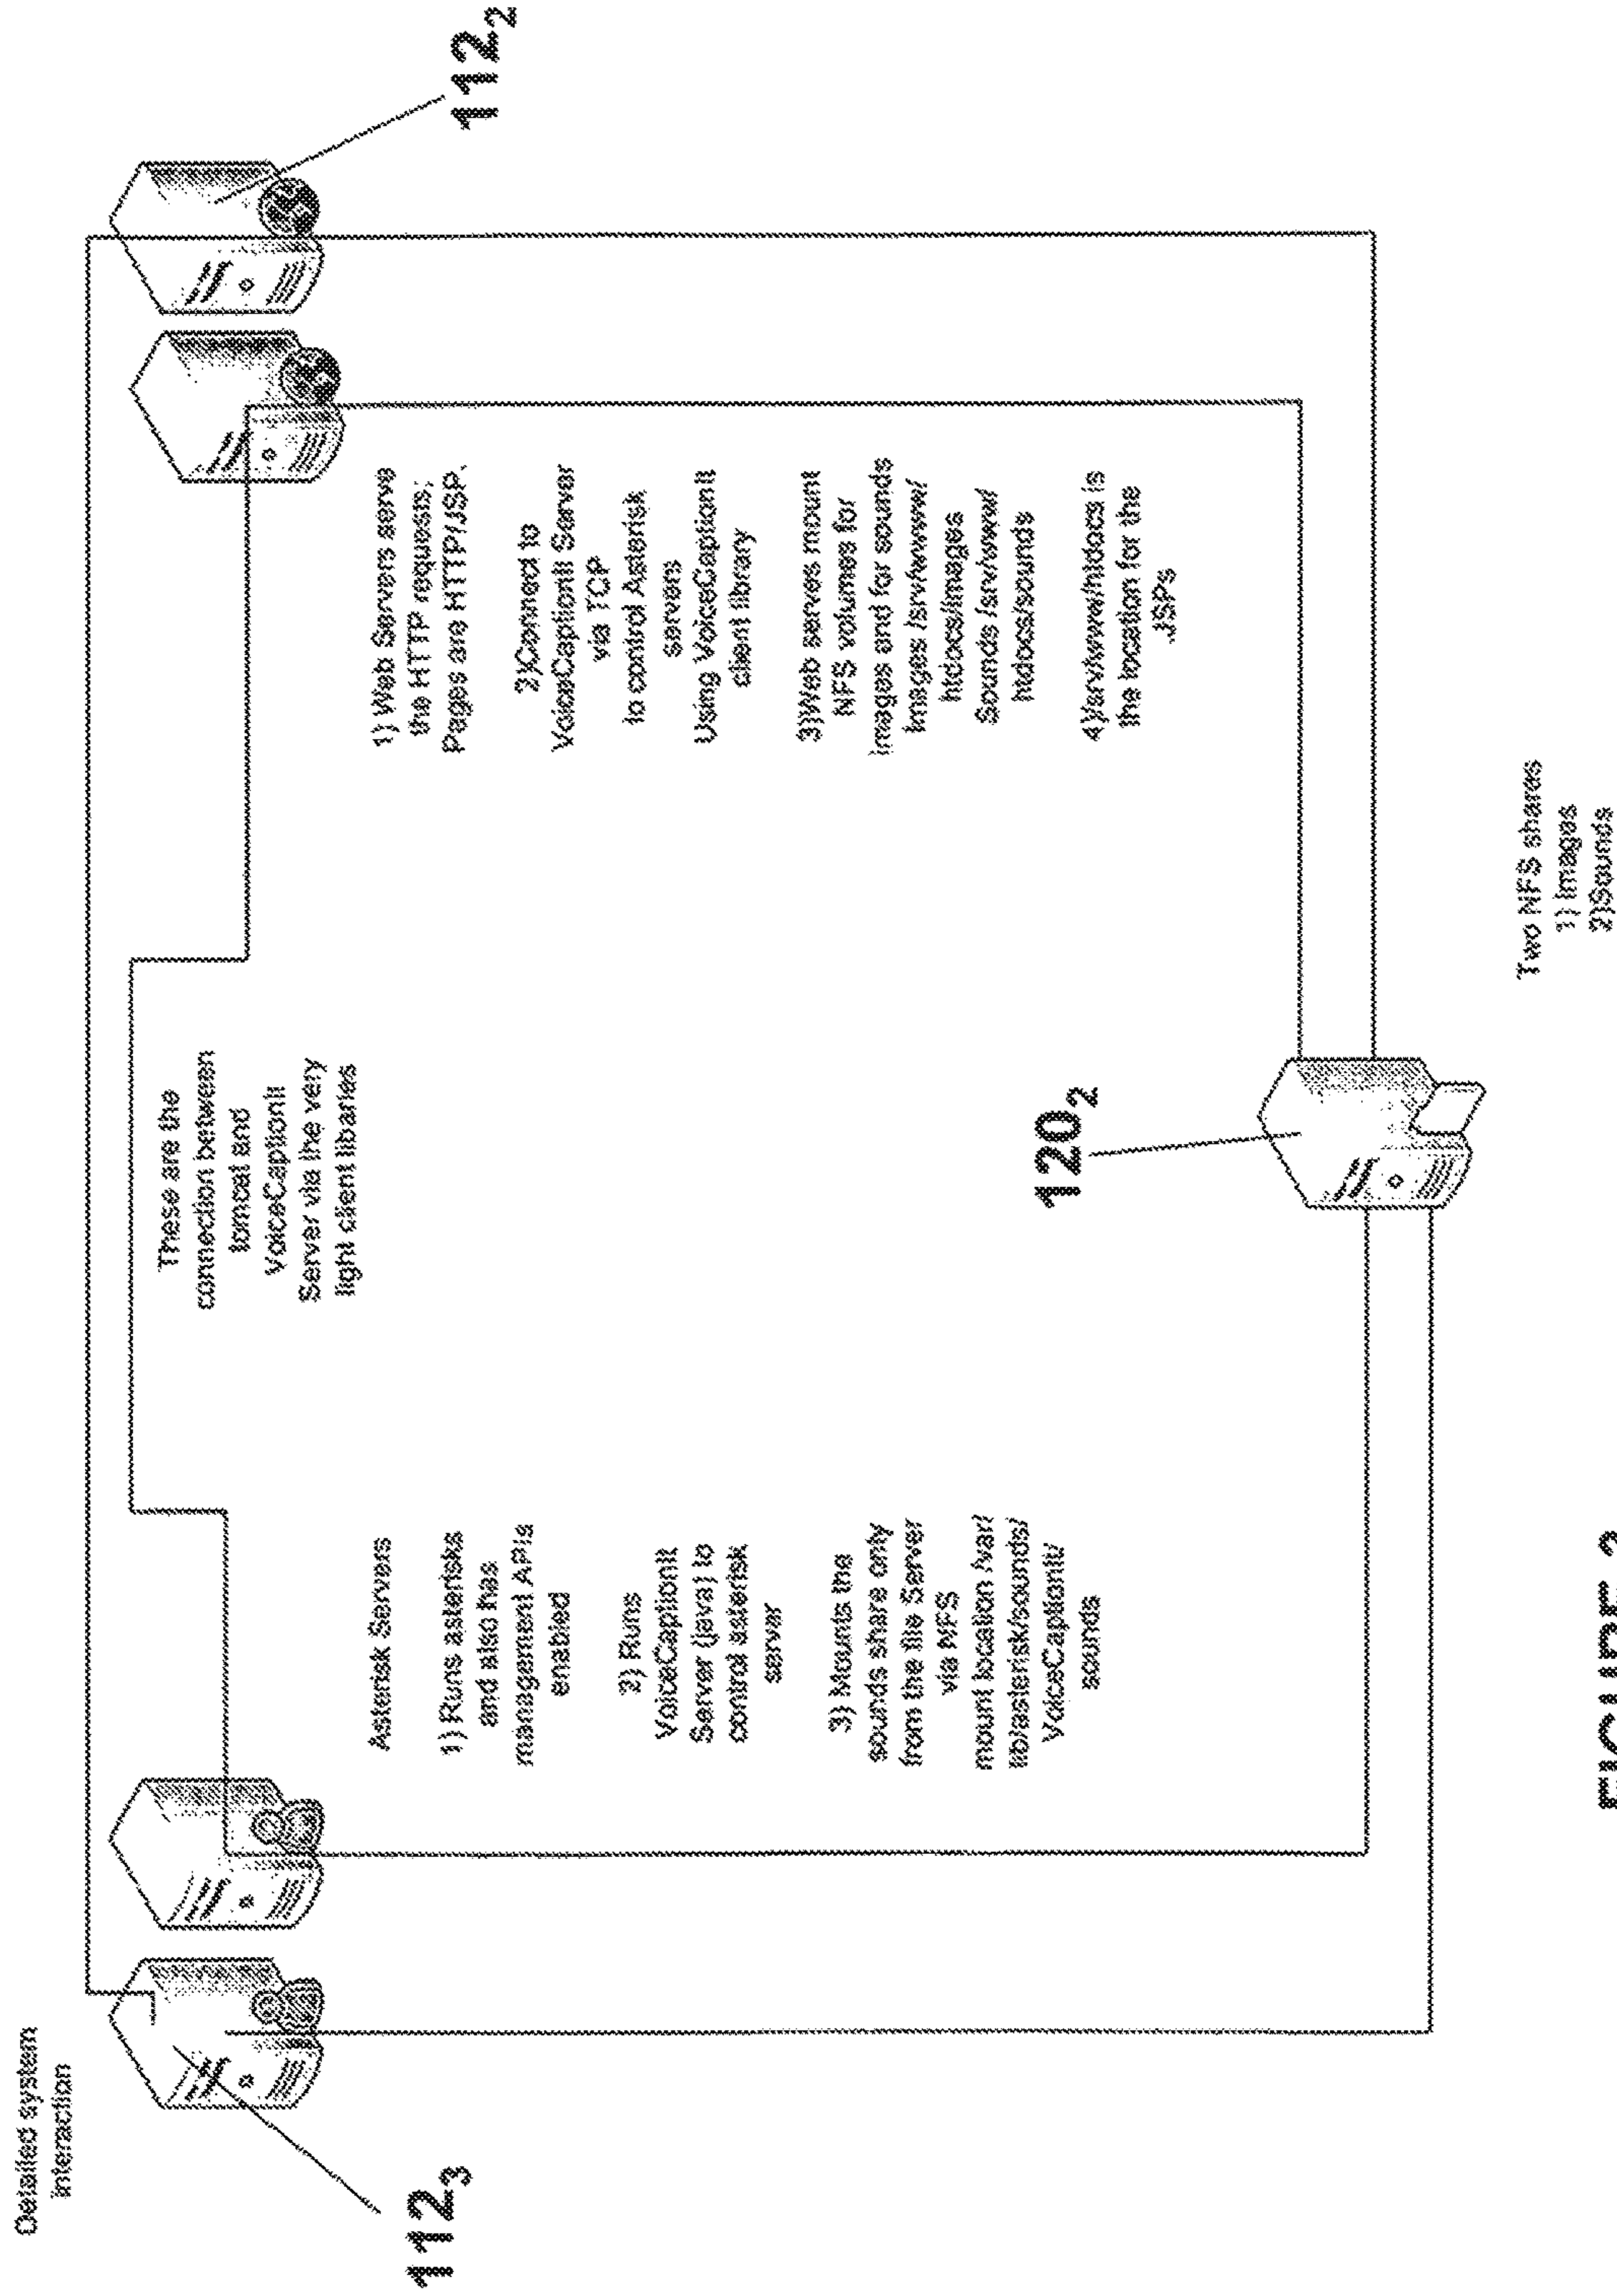 Detailed system
interaction
112₃
112₂
These are the
connection between
tomcat and
VoiceCaptionIt
Server via the very
light client libaries
Asterisk Servers
1) Runs asterisks
and also has
management APIs
enabled
2) Runs
VoiceCaptionIt
Server (java) to
control asterisk
server
3) Mounts the
sounds share only
from the file Server
via NFS
mount location /var/
lib/asterisk/sounds/
VoiceCaptionIt/
sounds
1) Web Servers serve
the HTTP requests;
Pages are HTTP/JSP.
2)Connect to
VoiceCaptionIt Server
via TCP
to control Asterisk
servers
Using VoiceCaptionIt
client library
3)Web serves mount
NFS volumes for
images and for sounds
Images /srv/www/
htdocs/images
Sounds /srv/www/
htdocs/sounds
4)/srv/www/htdocs is
the location for the
JSPs
120₂
Two NFS shares
1) Images
2)Sounds
FIGURE